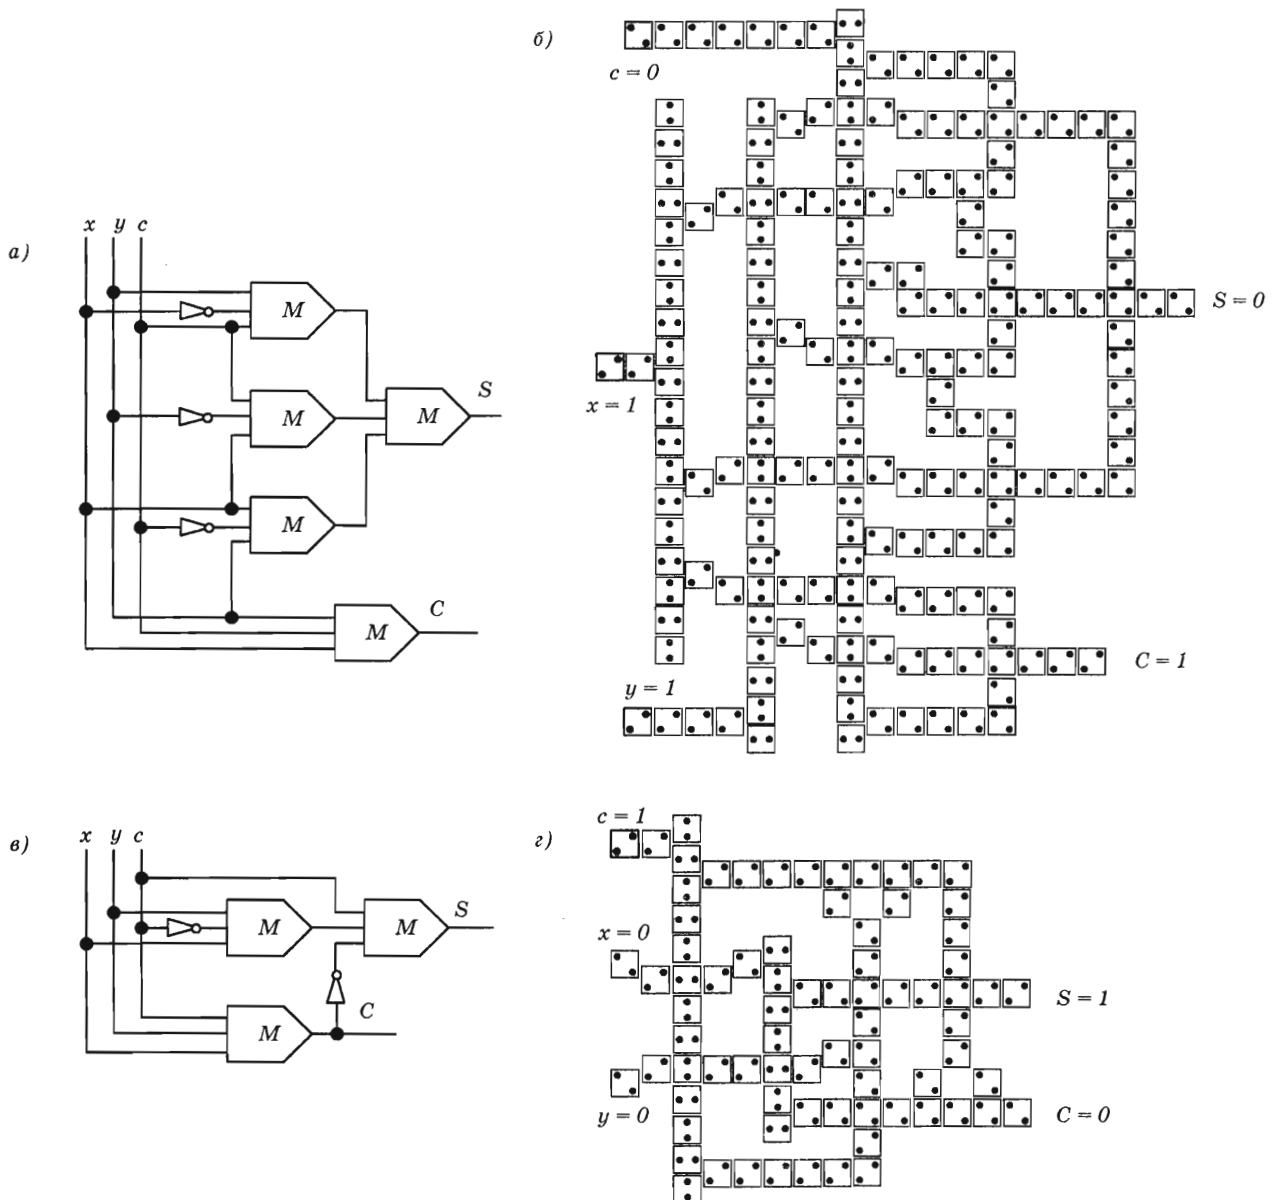 б)
c = 0
а)
x y c
M
S
M
M
M
S = 0
x = 1
M
C
C = 1
y = 1
в)
x y c
г)
c = 1
S
M
M
x = 0
S = 1
M
C
y = 0
C = 0